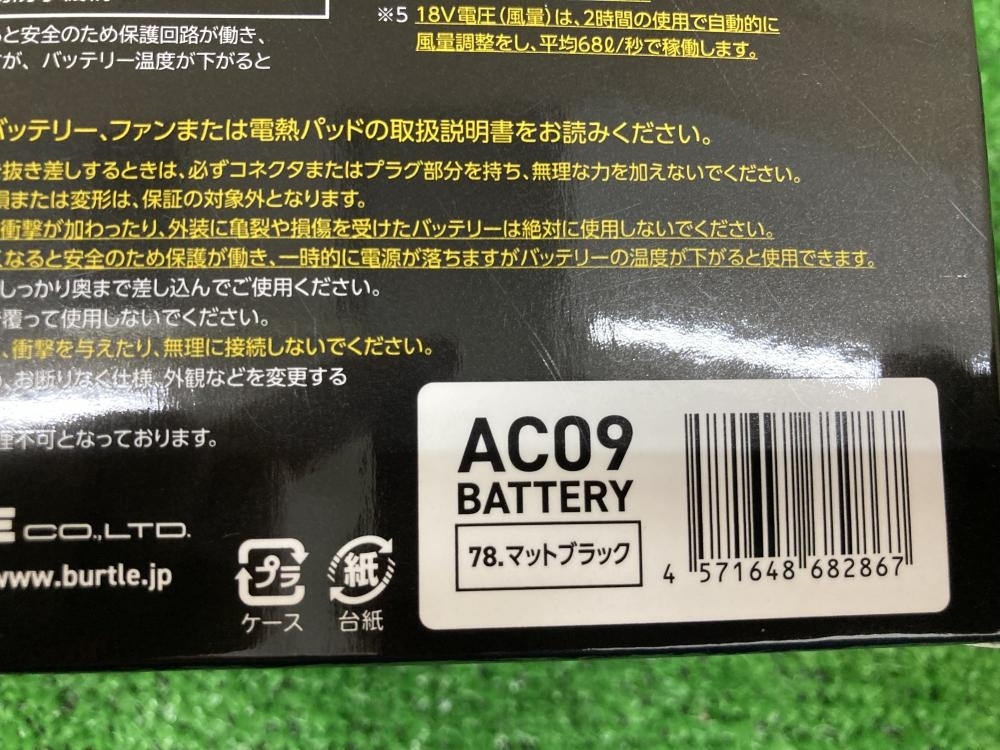 ると安全のため保護回路が働き、
すが、バッテリー温度が下がると
※5 18V電圧（風量）は、2時間の使用で自動的に
風量調整をし、平均68ℓ/秒で稼働します。
バッテリー、ファンまたは電熱パッドの取扱説明書をお読みください。
抜き差しするときは、必ずコネクタまたはプラグ部分を持ち、無理な力を加えないでください。
損または変形は、保証の対象外となります。
衝撃が加わったり、外装に亀裂や損傷を受けたバッテリーは絶対に使用しないでください。
くなると安全のため保護が働き、一時的に電源が落ちますがバッテリーの温度が下がると使用できます。
しっかり奥まで差し込んでご使用ください。
で覆って使用しないでください。
、衝撃を与えたり、無理に接続しないでください。
、お断りなく仕様、外観などを変更する
理不可となっております。
E CO.,LTD.
www.burtle.jp
プラ
ケース
紙
台紙
AC09
BATTERY
78.マットブラック
4 571648 682867